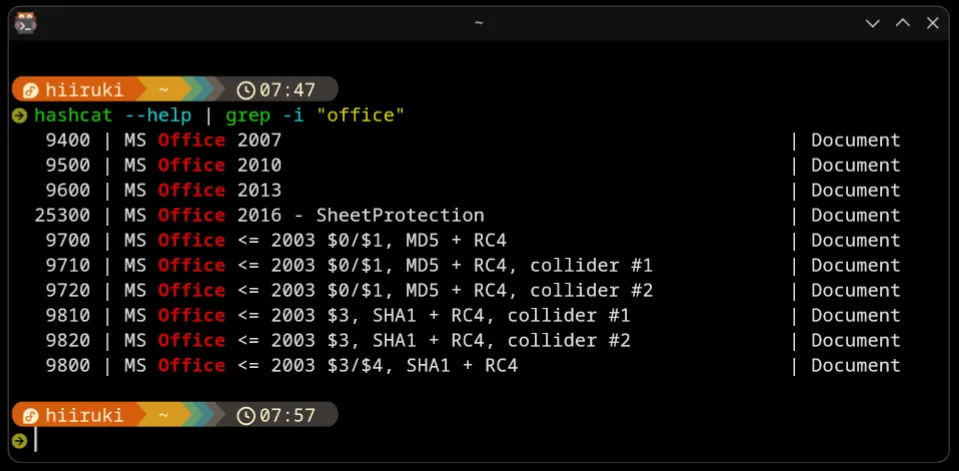 ~
hiiruki ~ 07:47
hashcat --help | grep -i "office"
9400 | MS Office 2007 | Document
9500 | MS Office 2010 | Document
9600 | MS Office 2013 | Document
25300 | MS Office 2016 - SheetProtection | Document
9700 | MS Office <= 2003 $0/$1, MD5 + RC4 | Document
9710 | MS Office <= 2003 $0/$1, MD5 + RC4, collider #1 | Document
9720 | MS Office <= 2003 $0/$1, MD5 + RC4, collider #2 | Document
9810 | MS Office <= 2003 $3, SHA1 + RC4, collider #1 | Document
9820 | MS Office <= 2003 $3, SHA1 + RC4, collider #2 | Document
9800 | MS Office <= 2003 $3/$4, SHA1 + RC4 | Document
hiiruki ~ 07:57